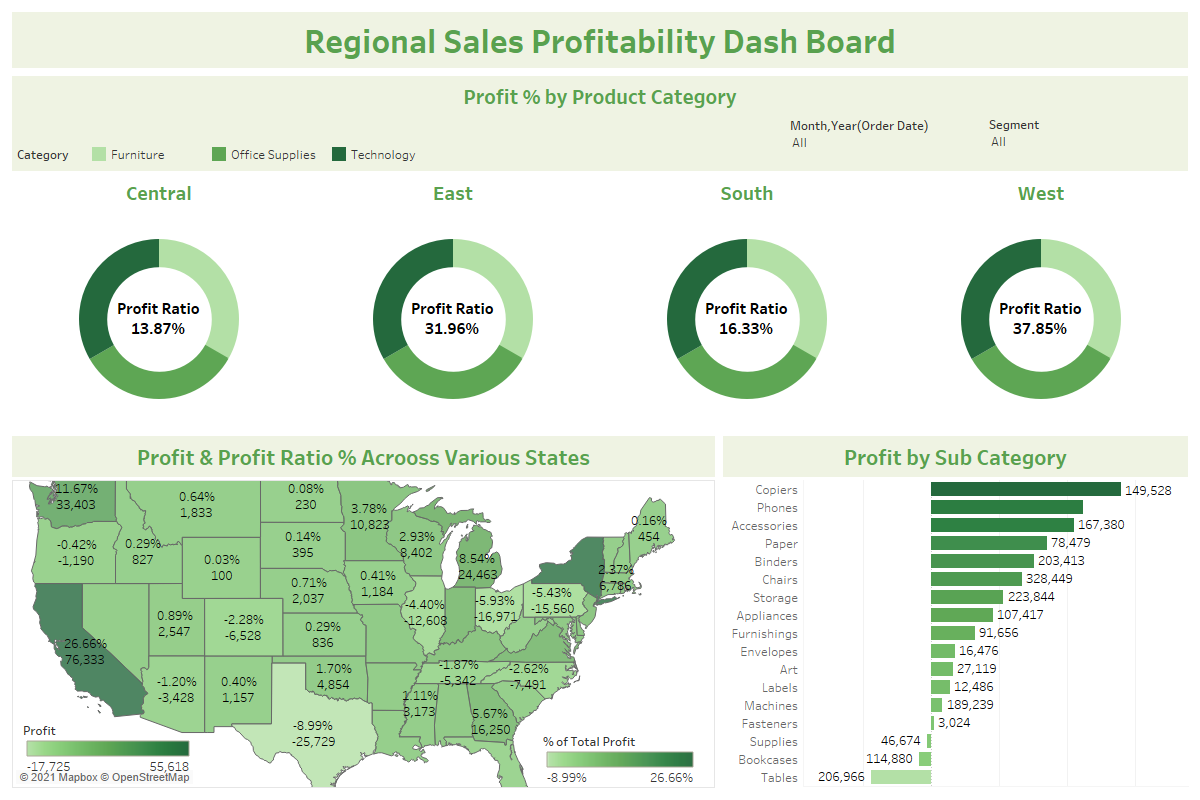 Regional Sales Profitability Dash Board
Profit % by Product Category
Month,Year(Order Date)
All
Segment
All
Category
Furniture
Office Supplies
Technology
Central
East
South
West
Profit Ratio
13.87%
Profit Ratio
31.96%
Profit Ratio
16.33%
Profit Ratio
37.85%
Profit & Profit Ratio % Acrooss Various States
11.67%
33,403
0.64%
1,833
0.08%
230
3.78%
10,823
0.16%
454
-0.42%
-1,190
0.29%
827
0.03%
100
0.14%
395
2.93%
8,402
8.54%
24,463
2.37%
6,786
0.71%
2,037
0.41%
1,184
-4.40%
-12,608
-5.93%
-16,971
-5.43%
-15,560
26.66%
76,333
0.89%
2,547
-2.28%
-6,528
0.29%
836
-1.87%
-5,342
-2.62%
-7,491
-1.20%
-3,428
0.40%
1,157
1.70%
4,854
1.11%
3,173
5.67%
16,250
-8.99%
-25,729
Profit
-17,725
55,618
© 2021 Mapbox © OpenStreetMap
% of Total Profit
-8.99%
26.66%
Profit by Sub Category
Copiers
149,528
Phones
Accessories
167,380
Paper
78,479
Binders
203,413
Chairs
328,449
Storage
223,844
Appliances
107,417
Furnishings
91,656
Envelopes
16,476
Art
27,119
Labels
12,486
Machines
189,239
Fasteners
3,024
Supplies
46,674
Bookcases
114,880
Tables
206,966